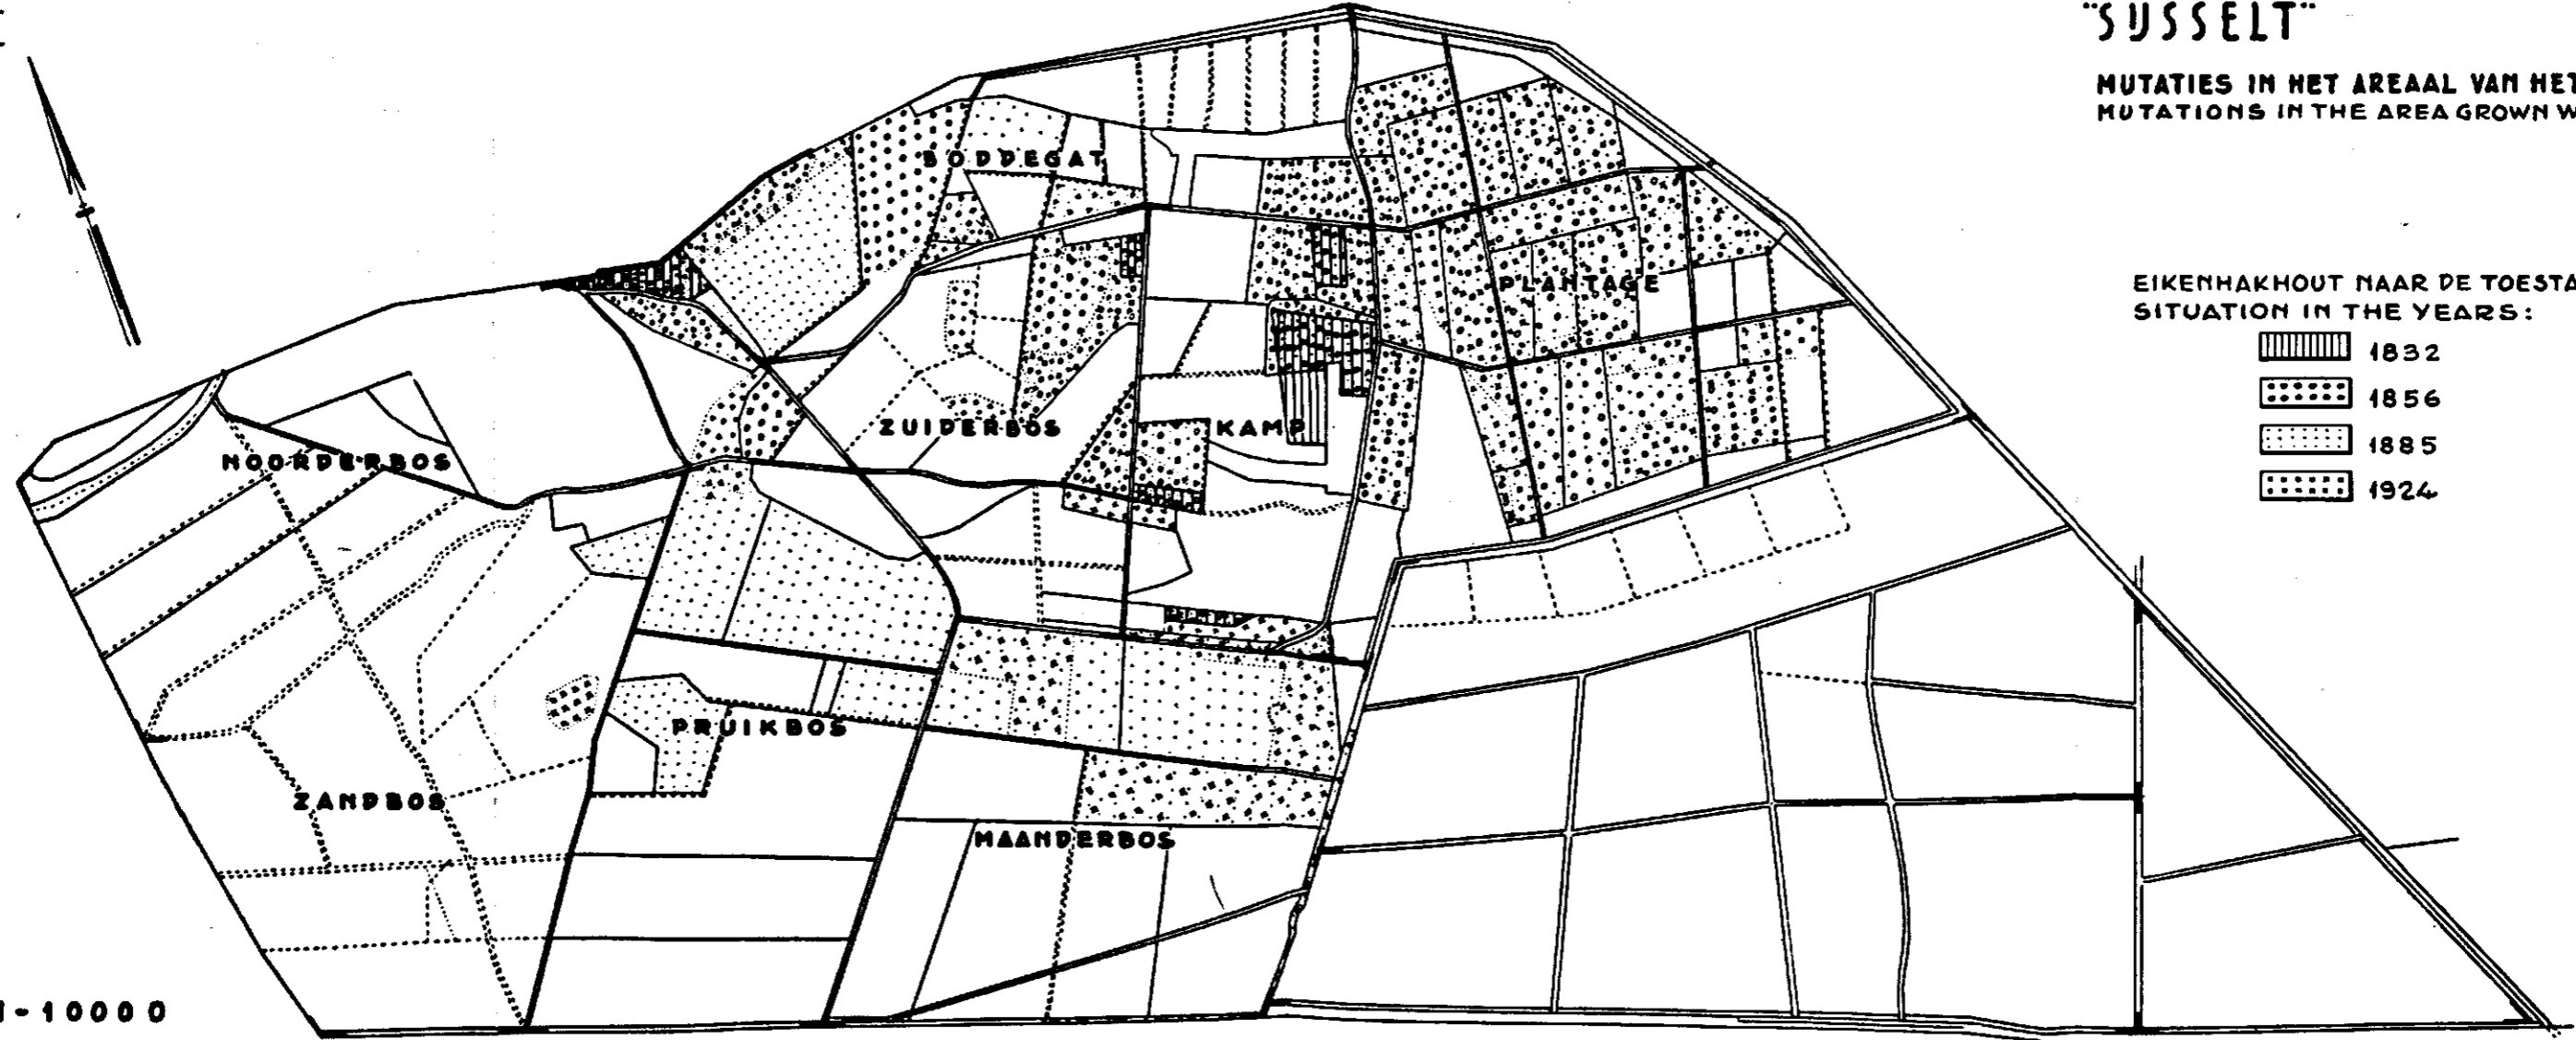 "SIJSSELT"
MUTATIES IN HET AREAAL VAN HET
MUTATIONS IN THE AREA GROWN W
EIKENHAKHOUT NAAR DE TOESTA
SITUATION IN THE YEARS:
1832
1856
1885
1924
BODDEGAT
PLANTAGE
ZUIDERBOS
KAMP
NOORDERBOS
PRUIKBOS
ZANDBOS
MAANDERBOS
1-10000